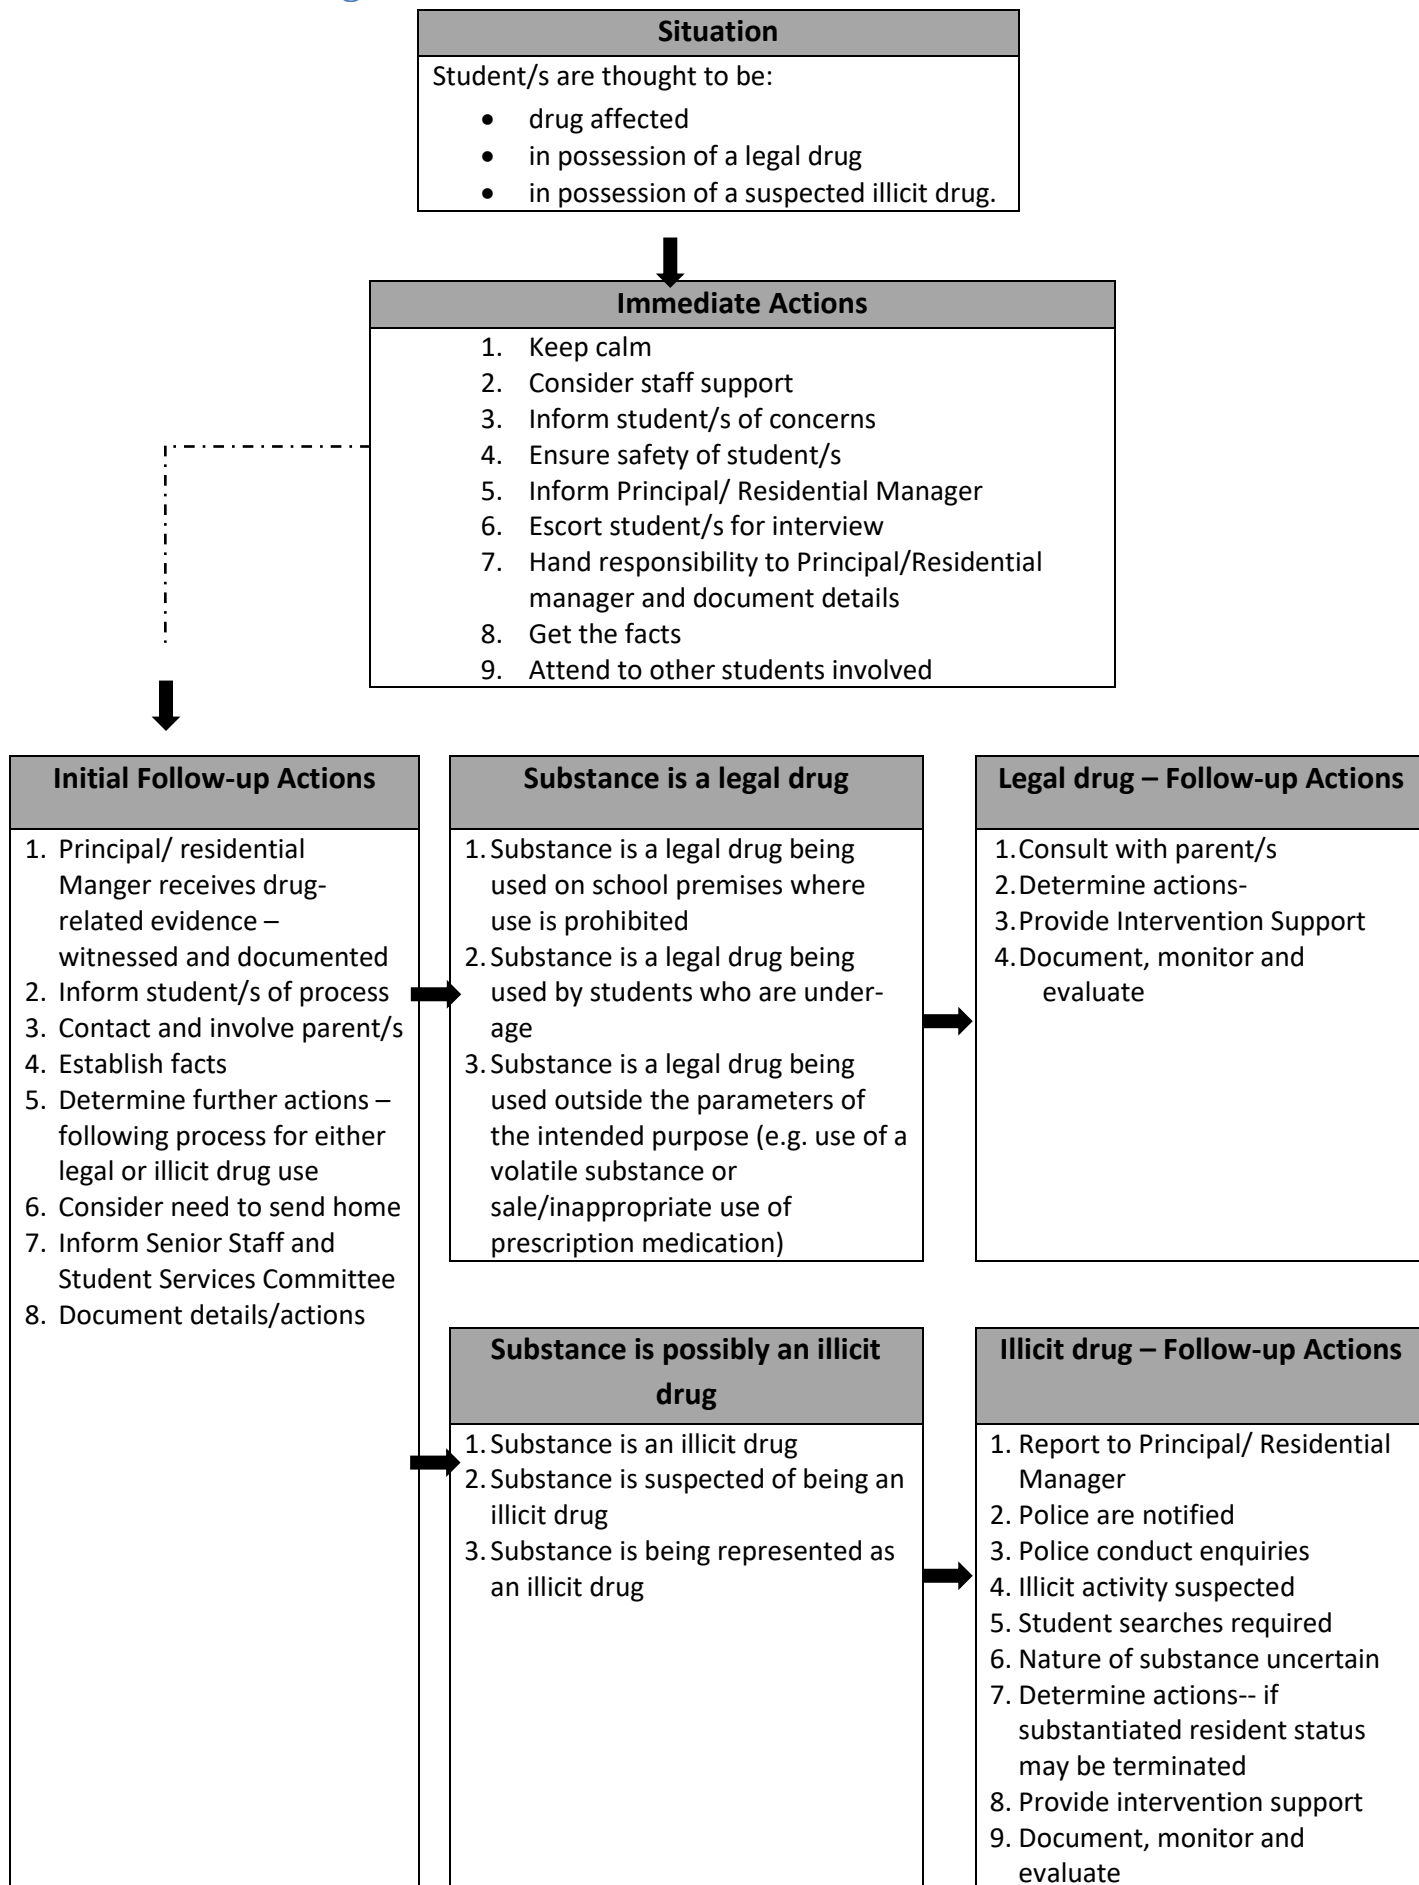 Situation
Student/s are thought to be:
• drug affected
• in possession of a legal drug
• in possession of a suspected illicit drug.
Immediate Actions
1. Keep calm
2. Consider staff support
3. Inform student/s of concerns
4. Ensure safety of student/s
5. Inform Principal/ Residential Manager
6. Escort student/s for interview
7. Hand responsibility to Principal/Residential
manager and document details
8. Get the facts
9. Attend to other students involved
Initial Follow-up Actions
1. Principal/ residential
Manger receives drug-
related evidence –
witnessed and documented
2. Inform student/s of process
3. Contact and involve parent/s
4. Establish facts
5. Determine further actions –
following process for either
legal or illicit drug use
6. Consider need to send home
7. Inform Senior Staff and
Student Services Committee
8. Document details/actions
Substance is a legal drug
1. Substance is a legal drug being
used on school premises where
use is prohibited
2. Substance is a legal drug being
used by students who are under-
age
3. Substance is a legal drug being
used outside the parameters of
the intended purpose (e.g. use of a
volatile substance or
sale/inappropriate use of
prescription medication)
Legal drug – Follow-up Actions
1.Consult with parent/s
2.Determine actions-
3.Provide Intervention Support
4.Document, monitor and
evaluate
Substance is possibly an illicit
drug
1. Substance is an illicit drug
2. Substance is suspected of being an
illicit drug
3. Substance is being represented as
an illicit drug
Illicit drug – Follow-up Actions
1. Report to Principal/ Residential
Manager
2. Police are notified
3. Police conduct enquiries
4. Illicit activity suspected
5. Student searches required
6. Nature of substance uncertain
7. Determine actions-- if
substantiated resident status
may be terminated
8. Provide intervention support
9. Document, monitor and
evaluate